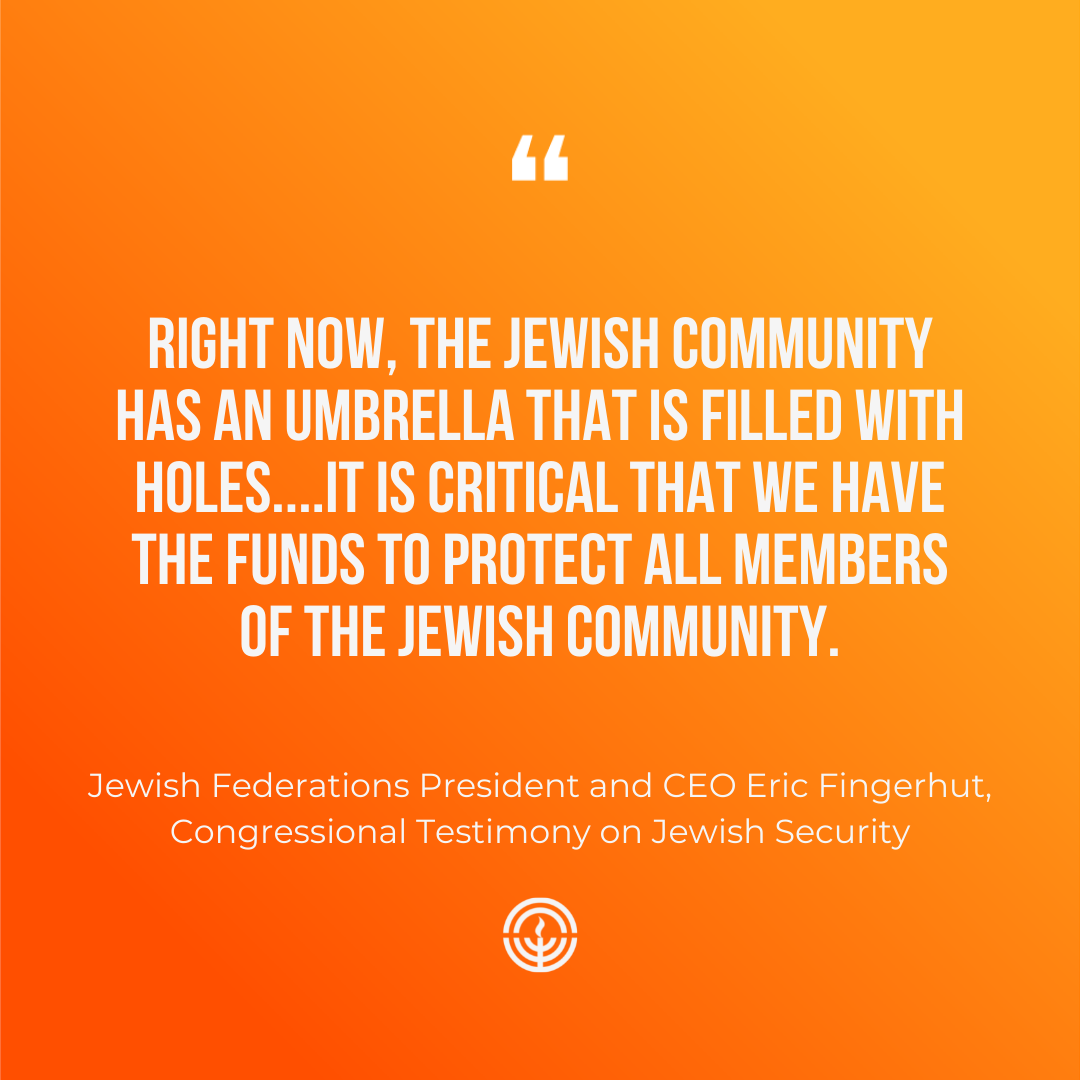 “
RIGHT NOW, THE JEWISH COMMUNITY
HAS AN UMBRELLA THAT IS FILLED WITH
HOLES....IT IS CRITICAL THAT WE HAVE
THE FUNDS TO PROTECT ALL MEMBERS
OF THE JEWISH COMMUNITY.
Jewish Federations President and CEO Eric Fingerhut,
Congressional Testimony on Jewish Security